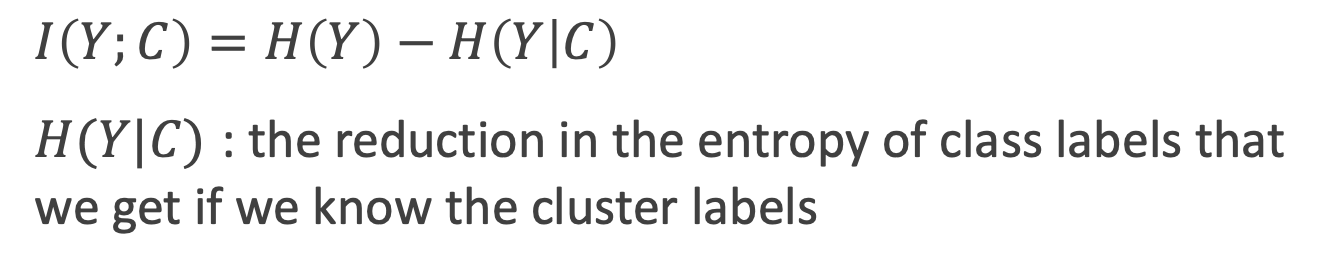 I(Y; C) = H(Y) − H(Y|C)
H(Y|C) : the reduction in the entropy of class labels that
we get if we know the cluster labels